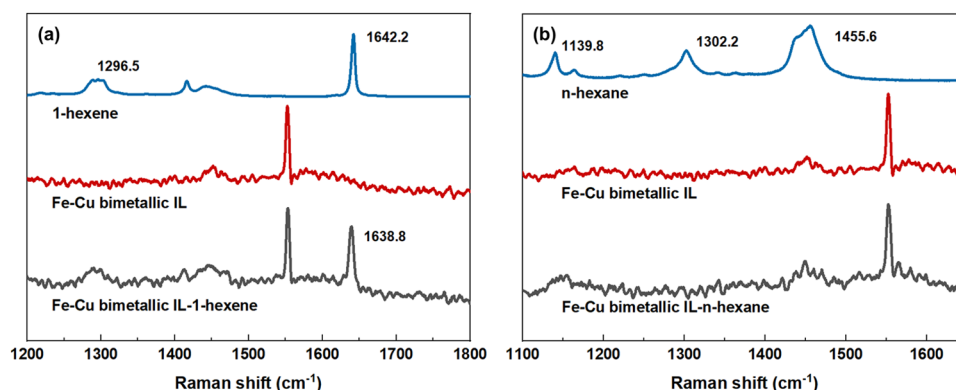 (a)
1642.2
1296.5
1-hexene
Fe-Cu bimetallic IL
1638.8
Fe-Cu bimetallic IL-1-hexene
1200 1300 1400 1500 1600 1700 1800
Raman shift (cm⁻¹)
(b)
1139.8 1302.2 1455.6
n-hexane
Fe-Cu bimetallic IL
Fe-Cu bimetallic IL-n-hexane
1100 1200 1300 1400 1500 1600
Raman shift (cm⁻¹)